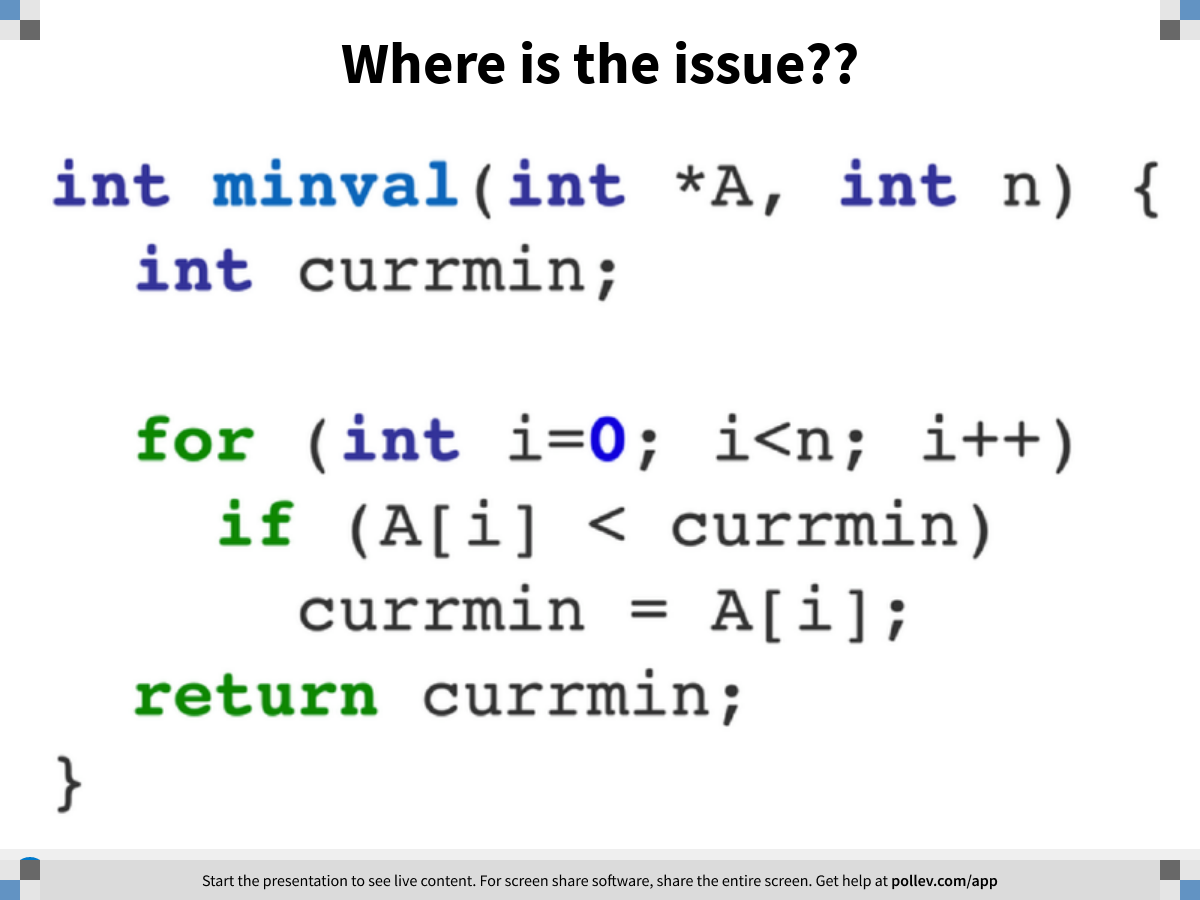 Where is the issue??
int minval(int *A, int n) {
int currmin;
for (int i=0; i<n; i++)
if (A[i] < currmin)
currmin = A[i];
return currmin;
}
Start the presentation to see live content. For screen share software, share the entire screen. Get help at pollev.com/app